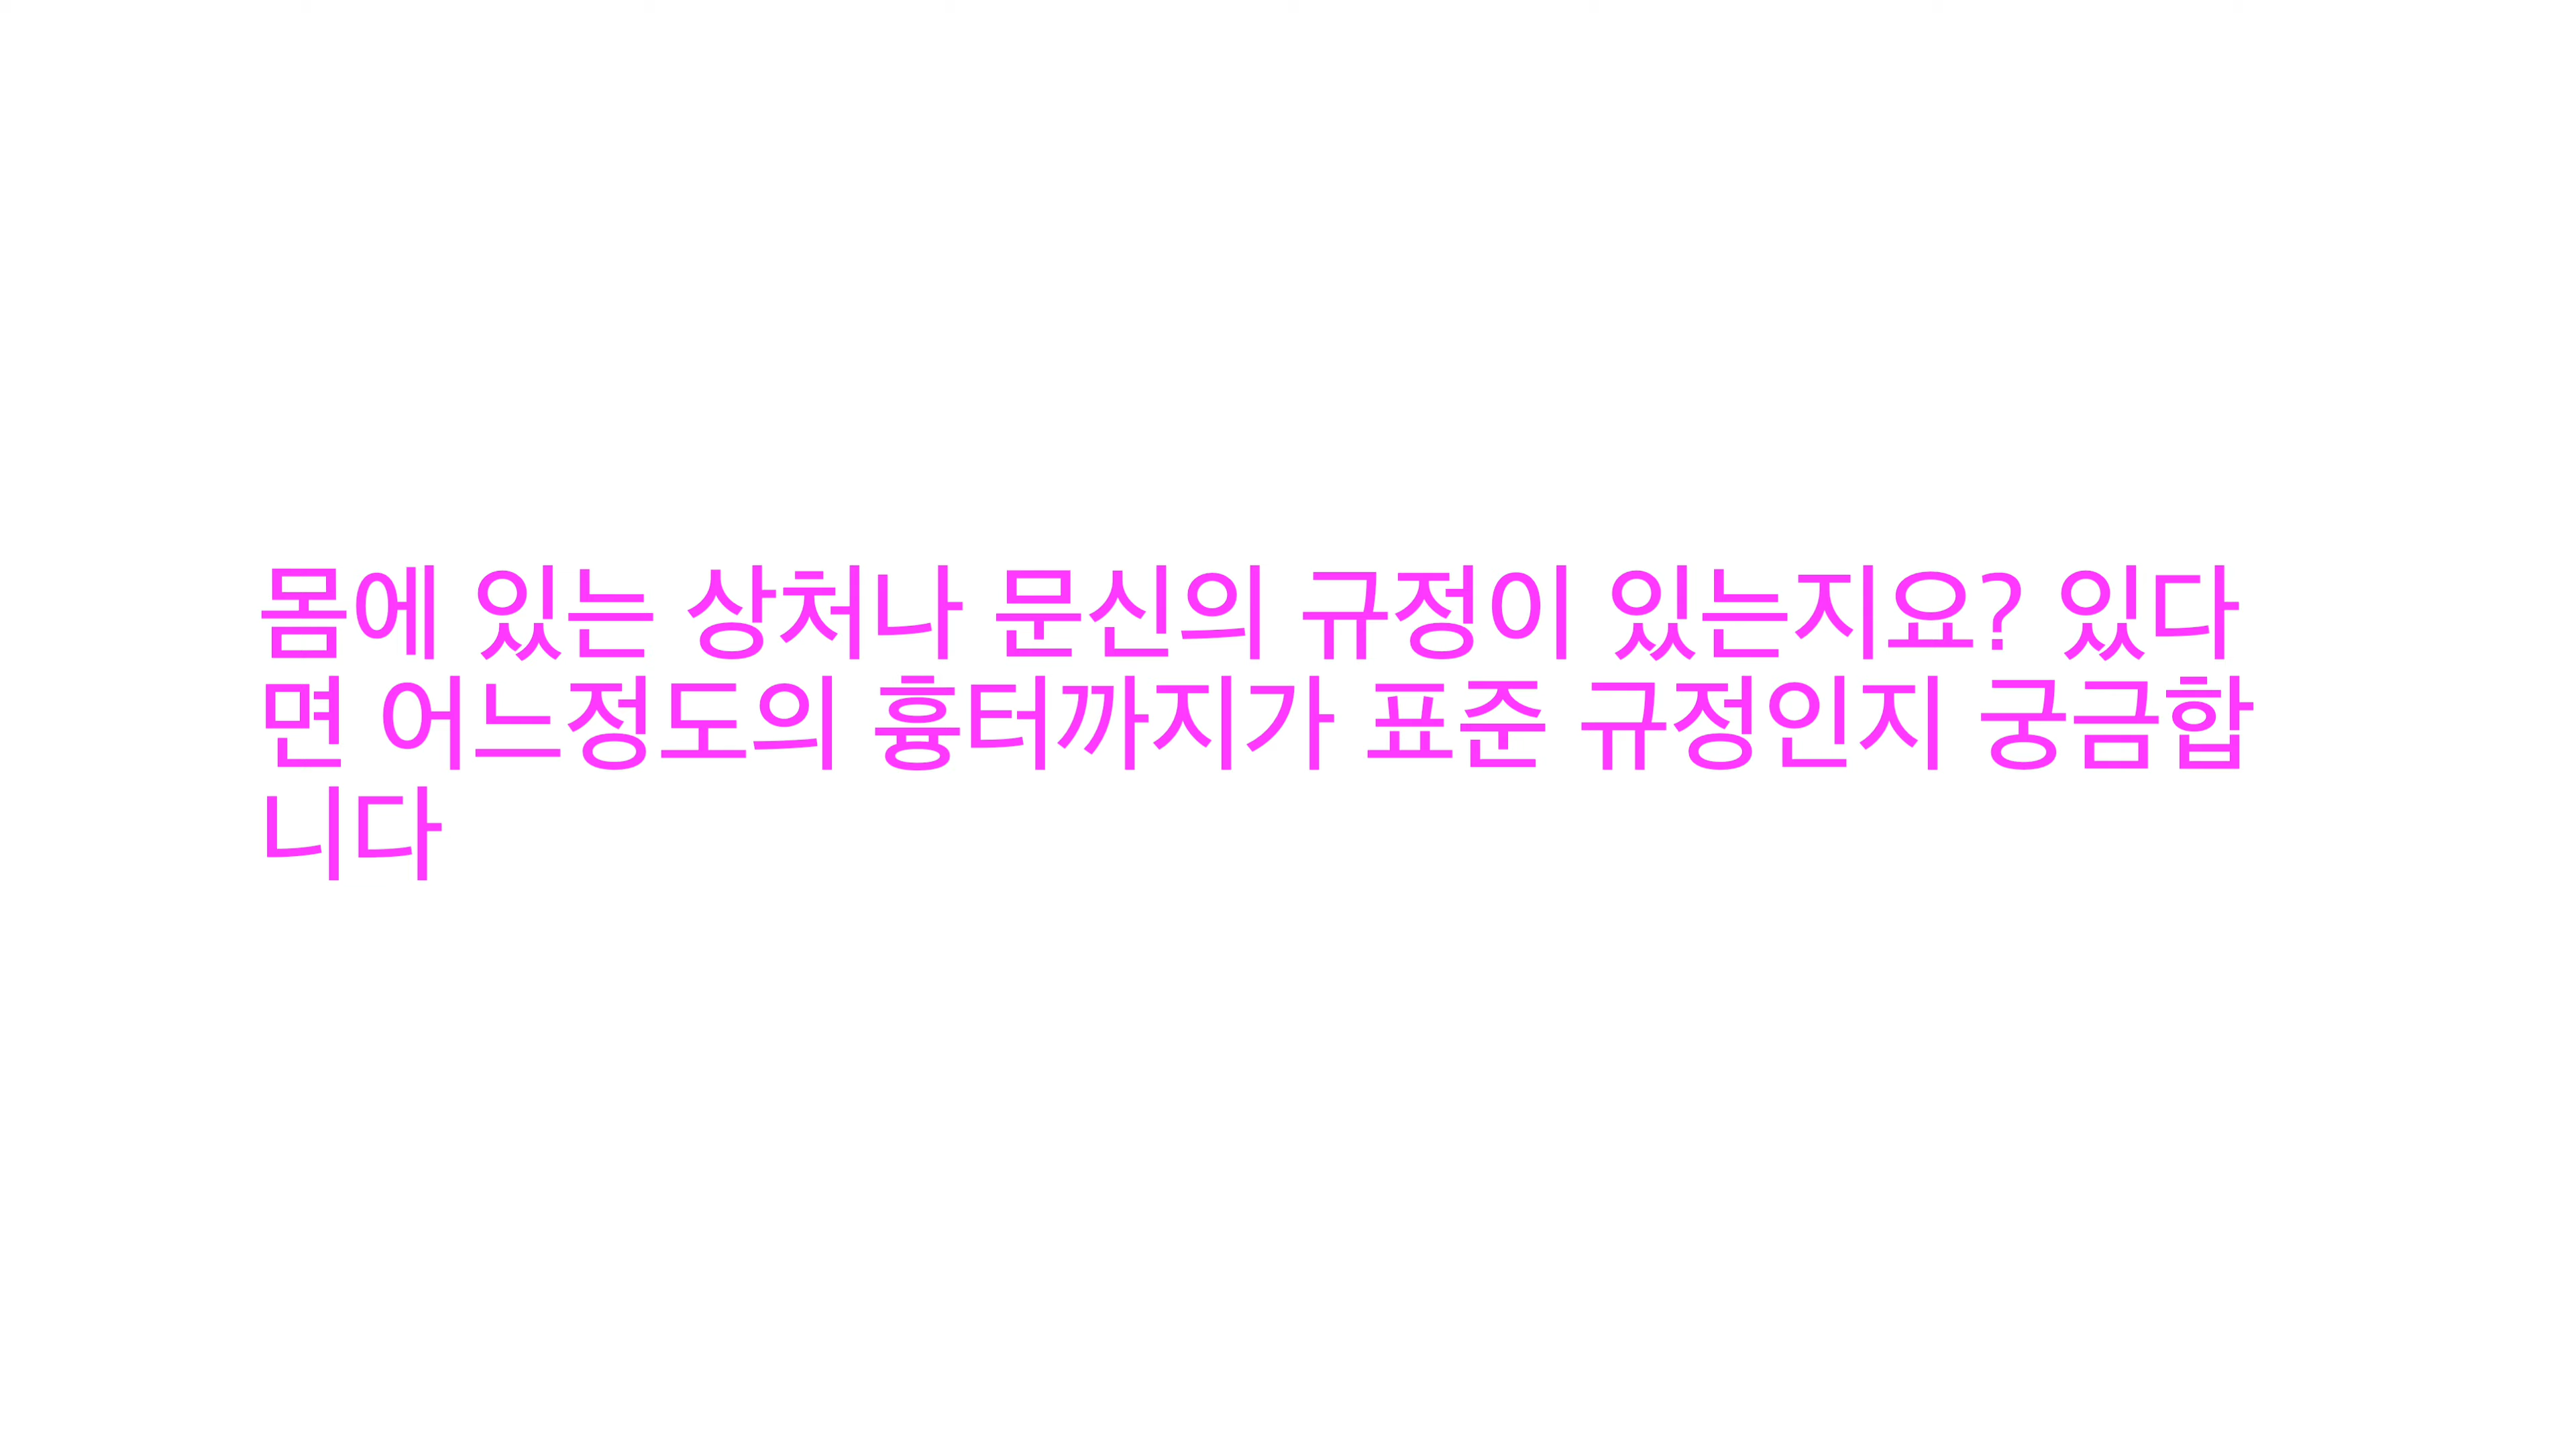 몸에 있는 상처나 문신의 규정이 있는지요? 있다
면 어느정도의 흉터까지가 표준 규정인지 궁금합
니다